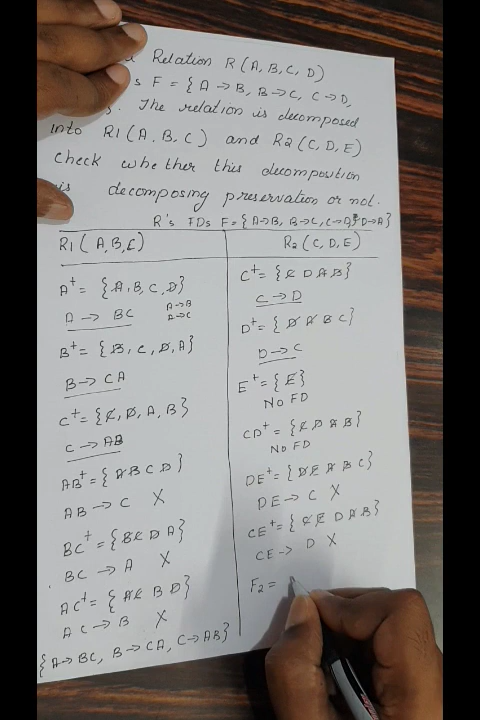 Relation R(A, B, C, D)
s F = {A→B, B→C, C→D,
. The relation is decomposed
into R1(A, B, C) and R2(C, D, E)
check whether this decomposition
is decomposing preservation or not.
R's FDs F={A→B, B→C, C→D, D→A}
R1(A,B,C)
A⁺ = {A, B, C, D}
A → BC
A→B
A→C
B⁺ = {B, C, D, A}
B→ CA
C⁺ = {C, D, A, B}
C → AB
AB⁺ = {A B C D}
AB → C X
BC⁺ = {B C D A}
BC → A X
AC⁺ = {A C B D}
AC → B X
{A→BC, B→CA, C→AB}
R2(C, D, E)
C⁺ = {C D A B}
C → D
D⁺ = {D A B C}
D → C
E⁺ = {E}
NO FD
CD⁺ = {C D A B}
NO FD
DE⁺ = {D E A B C}
DE → C X
CE⁺ = {C E D A B}
CE → D X
F2 =